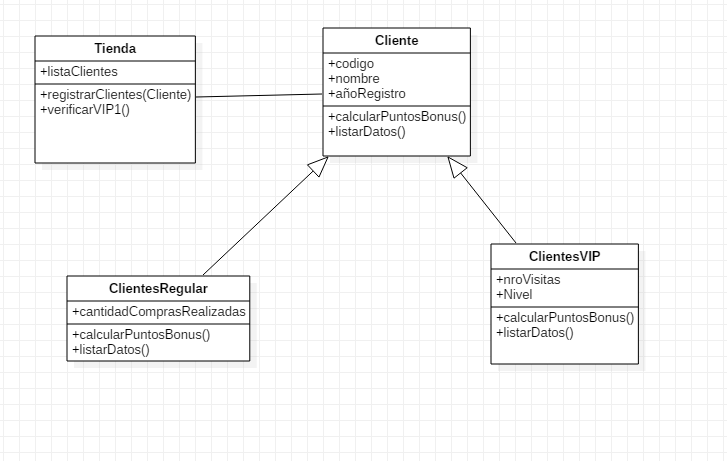 Tienda
+listaClientes
+registrarClientes(Cliente)
+verificarVIP1()
Cliente
+codigo
+nombre
+añoRegistro
+calcularPuntosBonus()
+listarDatos()
ClientesRegular
+cantidadComprasRealizadas
+calcularPuntosBonus()
+listarDatos()
ClientesVIP
+nroVisitas
+Nivel
+calcularPuntosBonus()
+listarDatos()